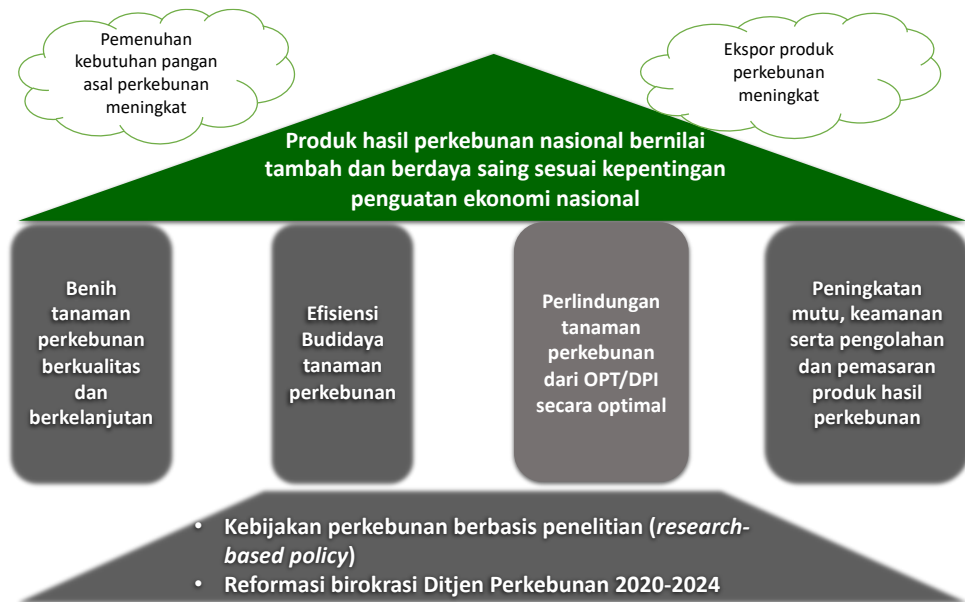 Pemenuhan
kebutuhan pangan
asal perkebunan
meningkat
Ekspor produk
perkebunan
meningkat
Produk hasil perkebunan nasional bernilai
tambah dan berdaya saing sesuai kepentingan
penguatan ekonomi nasional
Benih
tanaman
perkebunan
berkualitas
dan
berkelanjutan
Efisiensi
Budidaya
tanaman
perkebunan
Perlindungan
tanaman
perkebunan
dari OPT/DPI
secara optimal
Peningkatan
mutu, keamanan
serta pengolahan
dan pemasaran
produk hasil
perkebunan
• Kebijakan perkebunan berbasis penelitian (research-
based policy)
• Reformasi birokrasi Ditjen Perkebunan 2020-2024